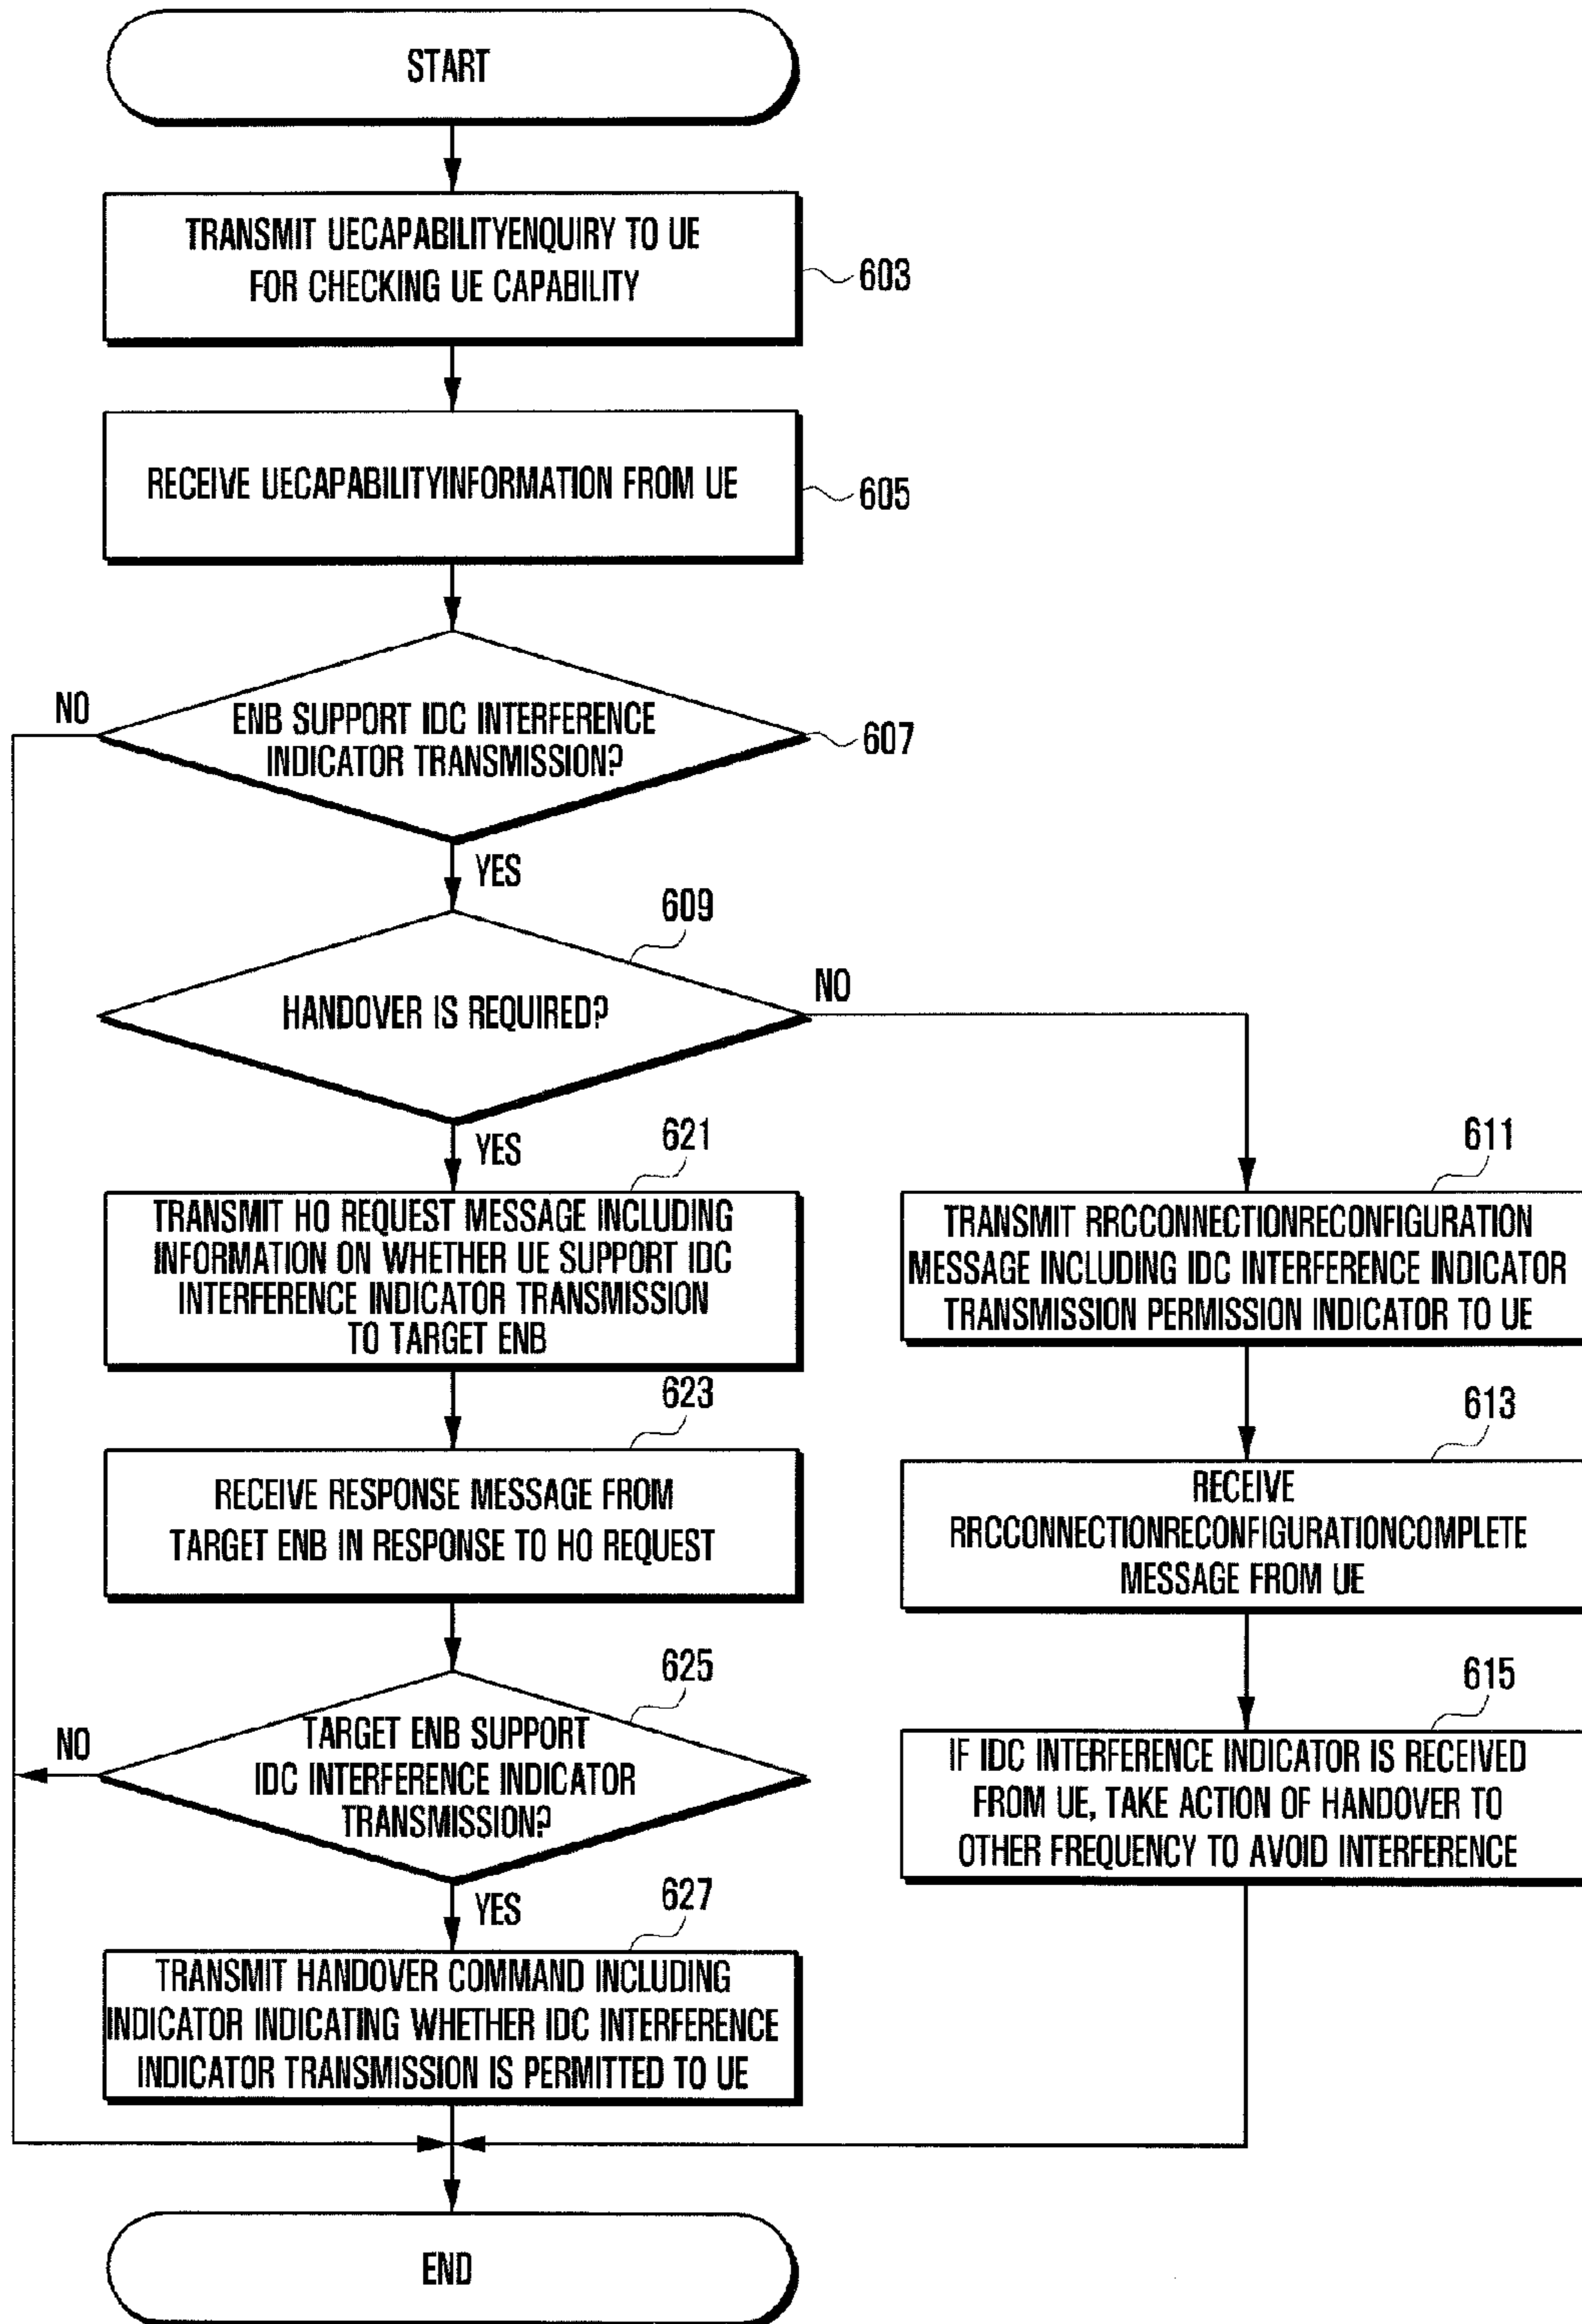 START
TRANSMIT UECAPABILITYENQUIRY TO UE
FOR CHECKING UE CAPABILITY
603
RECEIVE UECAPABILITYINFORMATION FROM UE
605
NO
ENB SUPPORT IDC INTERFERENCE
INDICATOR TRANSMISSION?
607
YES
609
HANDOVER IS REQUIRED?
NO
YES
621
TRANSMIT HO REQUEST MESSAGE INCLUDING
INFORMATION ON WHETHER UE SUPPORT IDC
INTERFERENCE INDICATOR TRANSMISSION
TO TARGET ENB
611
TRANSMIT RRCCONNECTIONRECONFIGURATION
MESSAGE INCLUDING IDC INTERFERENCE INDICATOR
TRANSMISSION PERMISSION INDICATOR TO UE
623
RECEIVE RESPONSE MESSAGE FROM
TARGET ENB IN RESPONSE TO HO REQUEST
613
RECEIVE
RRCCONNECTIONRECONFIGURATIONCOMPLETE
MESSAGE FROM UE
625
NO
TARGET ENB SUPPORT
IDC INTERFERENCE INDICATOR
TRANSMISSION?
615
IF IDC INTERFERENCE INDICATOR IS RECEIVED
FROM UE, TAKE ACTION OF HANDOVER TO
OTHER FREQUENCY TO AVOID INTERFERENCE
YES
627
TRANSMIT HANDOVER COMMAND INCLUDING
INDICATOR INDICATING WHETHER IDC INTERFERENCE
INDICATOR TRANSMISSION IS PERMITTED TO UE
END